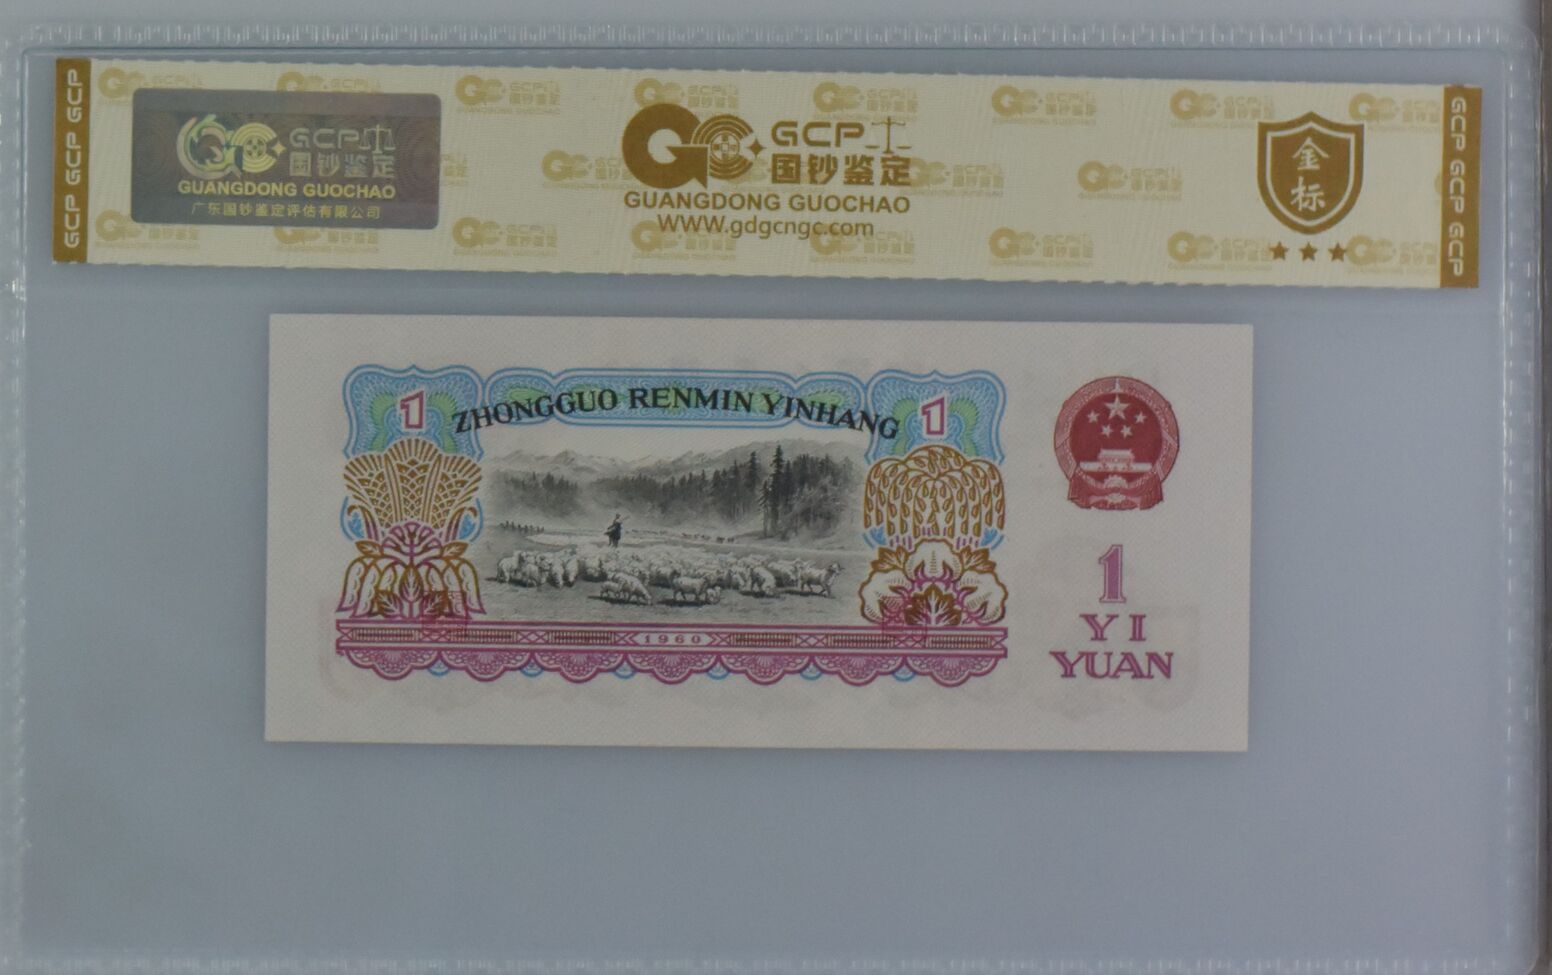 GCP GCP GCP
GCP
国钞鉴定
GUANGDONG GUOCHAO
广东国钞鉴定评估有限公司
GCP
国钞鉴定
GUANGDONG GUOCHAO
WWW.gdgcngc.com
金
标
GCP GCP GCP
1
ZHONGGUO RENMIN YINHANG
1
1960
1
YI
YUAN